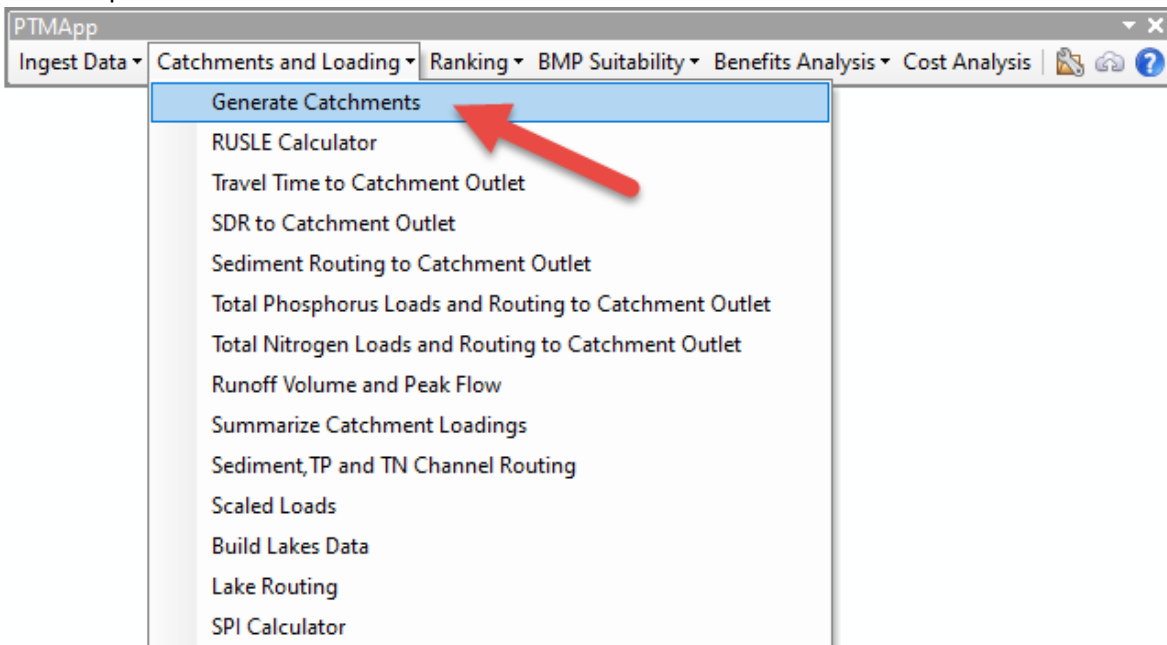 PTMApp
Ingest Data Catchments and Loading Ranking BMP Suitability Benefits Analysis Cost Analysis
Generate Catchments
RUSLE Calculator
Travel Time to Catchment Outlet
SDR to Catchment Outlet
Sediment Routing to Catchment Outlet
Total Phosphorus Loads and Routing to Catchment Outlet
Total Nitrogen Loads and Routing to Catchment Outlet
Runoff Volume and Peak Flow
Summarize Catchment Loadings
Sediment,TP and TN Channel Routing
Scaled Loads
Build Lakes Data
Lake Routing
SPI Calculator